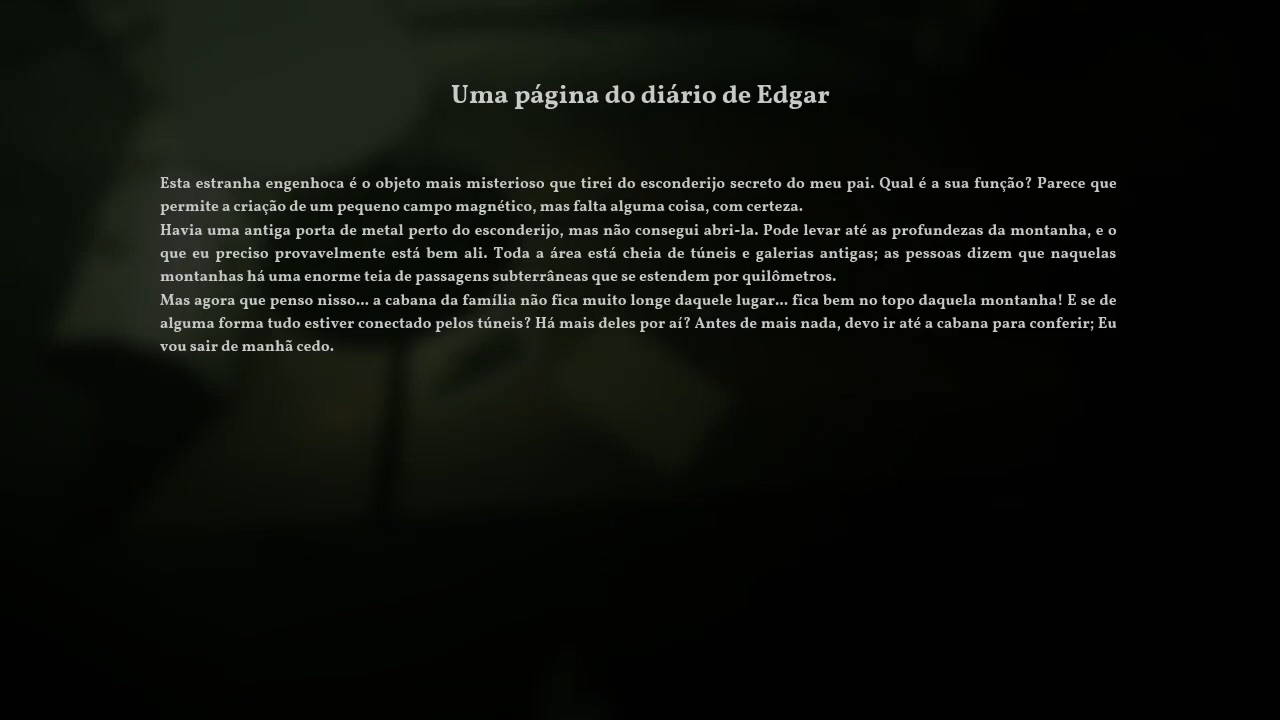 Uma página do diário de Edgar
Esta estranha engenhoca é o objeto mais misterioso que tirei do esconderijo secreto do meu pai. Qual é a sua função? Parece que
permite a criação de um pequeno campo magnético, mas falta alguma coisa, com certeza.
Havia uma antiga porta de metal perto do esconderijo, mas não consegui abri-la. Pode levar até as profundezas da montanha, e o
que eu preciso provavelmente está bem ali. Toda a área está cheia de túneis e galerias antigas; as pessoas dizem que naquelas
montanhas há uma enorme teia de passagens subterrâneas que se estendem por quilômetros.
Mas agora que penso nisso... a cabana da família não fica muito longe daquele lugar... fica bem no topo daquela montanha! E se de
alguma forma tudo estiver conectado pelos túneis? Há mais deles por aí? Antes de mais nada, devo ir até a cabana para conferir; Eu
vou sair de manhã cedo.